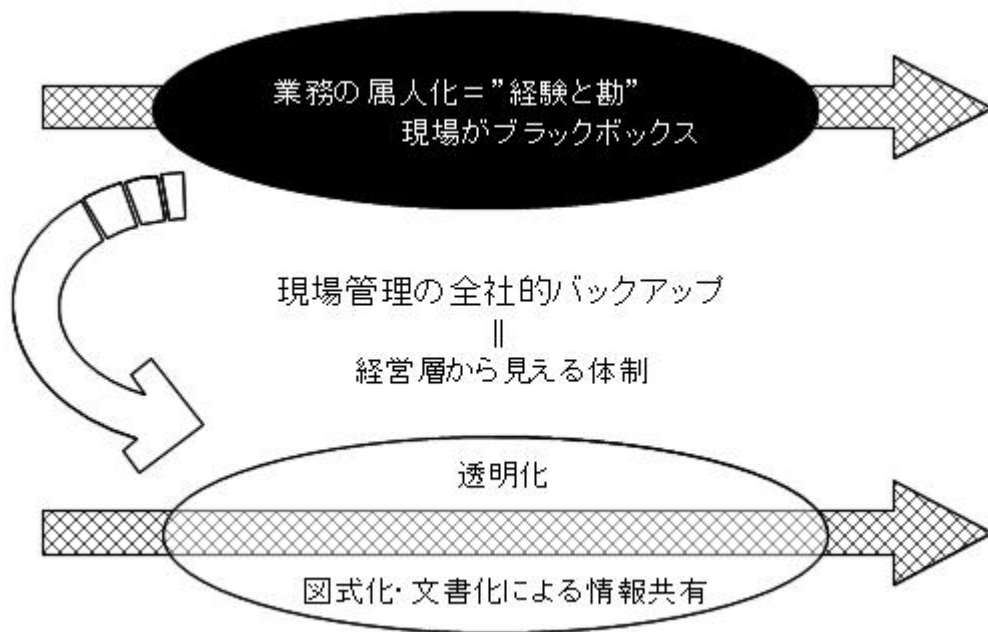 業務の属人化＝”経験と勘”
現場がブラックボックス
現場管理の全社的バックアップ
||
経営層から見える体制
透明化
図式化・文書化による情報共有